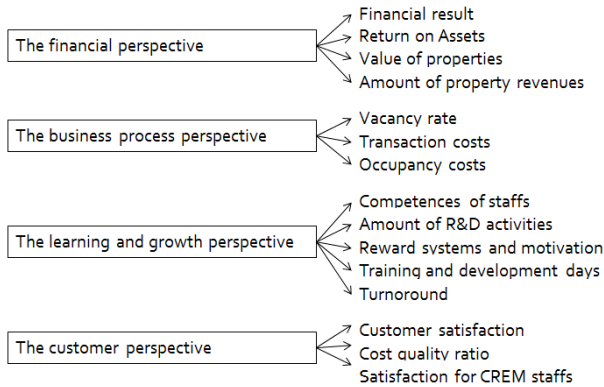 The financial perspective
Financial result
Return on Assets
Value of properties
Amount of property revenues
The business process perspective
Vacancy rate
Transaction costs
Occupancy costs
The learning and growth perspective
Competences of staffs
Amount of R&D activities
Reward systems and motivation
Training and development days
Turnoround
The customer perspective
Customer satisfaction
Cost quality ratio
Satisfaction for CREM staffs